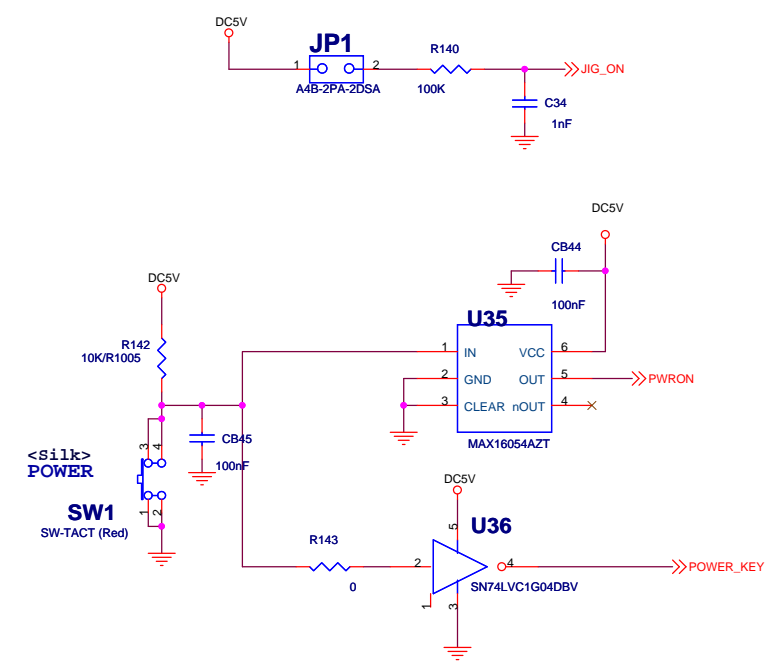 DC5V
JP1
R140
1
2
JIG_ON
A4B-2PA-2DSA
100K
C34
1nF
DC5V
CB44
100nF
DC5V
U35
R142
10K/R1005
1
IN
VCC
6
2
GND
OUT
5
PWRON
3
CLEAR
nOUT
4
MAX16054AZT
3
4
CB45
100nF
<Silk>
POWER
1
2
SW1
SW-TACT (Red)
DC5V
5
U36
R143
0
2
4
POWER_KEY
SN74LVC1G04DBV
1
3